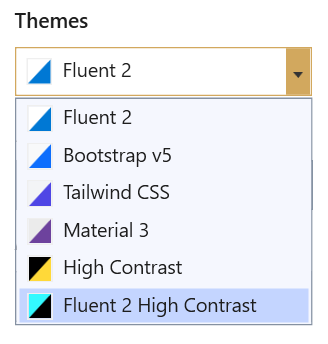 Themes
Fluent 2
Fluent 2
Bootstrap v5
Tailwind CSS
Material 3
High Contrast
Fluent 2 High Contrast